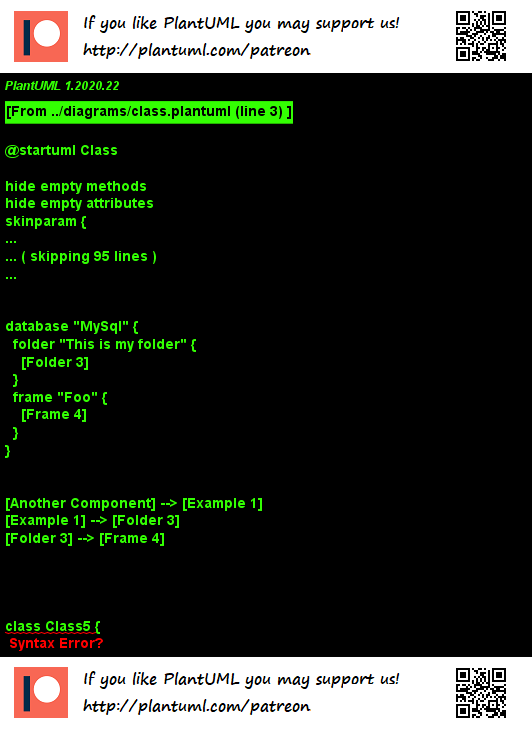 If you like PlantUML you may support us!
http://plantuml.com/patreon
PlantUML 1.2020.22
[From ../diagrams/class.plantuml (line 3) ]
@startuml Class
hide empty methods
hide empty attributes
skinparam {
...
... ( skipping 95 lines )
...
database "MySql" {
folder "This is my folder" {
[Folder 3]
}
frame "Foo" {
[Frame 4]
}
}
[Another Component] --> [Example 1]
[Example 1] --> [Folder 3]
[Folder 3] --> [Frame 4]
class Class5 {
Syntax Error?
If you like PlantUML you may support us!
http://plantuml.com/patreon